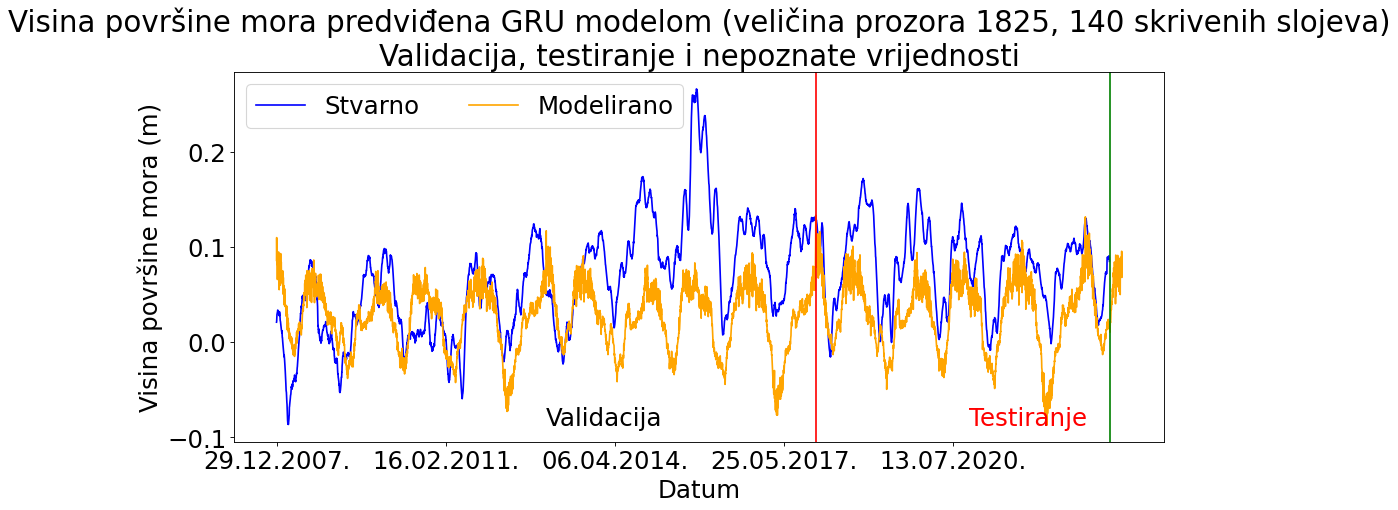 Visina površine mora predviđena GRU modelom (veličina prozora 1825, 140 skrivenih slojeva)
Validacija, testiranje i nepoznate vrijednosti
Stvarno Modelirano
Visina površine mora (m)
0.2
0.1
0.0
−0.1
Validacija Testiranje
29.12.2007. 16.02.2011. 06.04.2014. 25.05.2017. 13.07.2020.
Datum